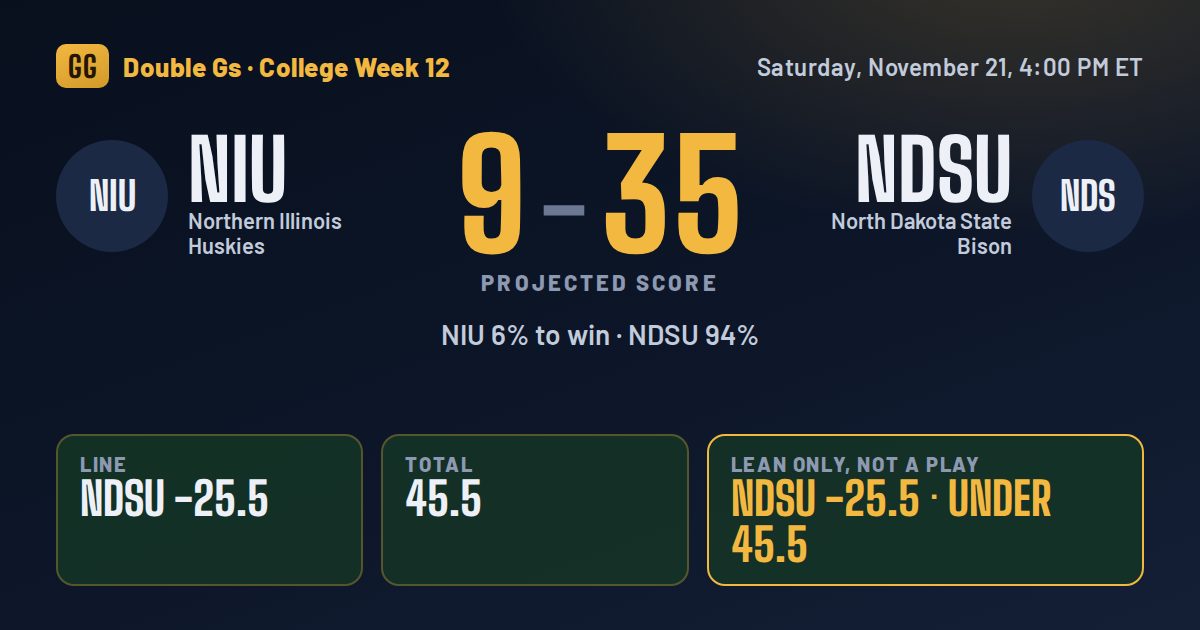 GG Double Gs · College Week 12
Saturday, November 21, 4:00 PM ET
NIU
NIU
Northern Illinois
Huskies
9 – 35
PROJECTED SCORE
NIU 6% to win · NDSU 94%
NDSU
North Dakota State
Bison
NDS
LINE
NDSU -25.5
TOTAL
45.5
LEAN ONLY, NOT A PLAY
NDSU -25.5 · UNDER
45.5